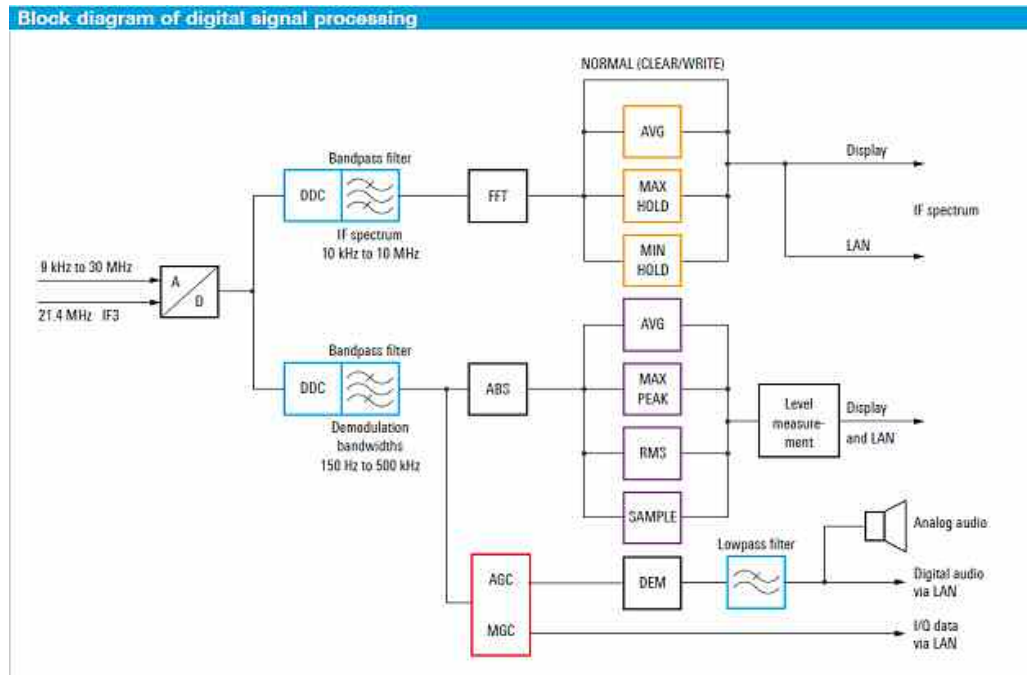 Block diagram of digital signal processing
NORMAL (CLEAR/WRITE)
AVG
Bandpass filter
Display
DDC
FFT
MAX
HOLD
IF spectrum
IF spectrum
10 kHz to 10 MHz
MIN
HOLD
LAN
9 kHz to 30 MHz
A
D
21.4 MHz IF3
AVG
Bandpass filter
DDC
ABS
MAX
PEAK
Level
measure-
ment
Display
and LAN
Demodulation
bandwidths
150 Hz to 500 kHz
RMS
SAMPLE
Analog audio
Lowpass filter
AGC
DEM
Digital audio
via LAN
MGC
I/Q data
via LAN